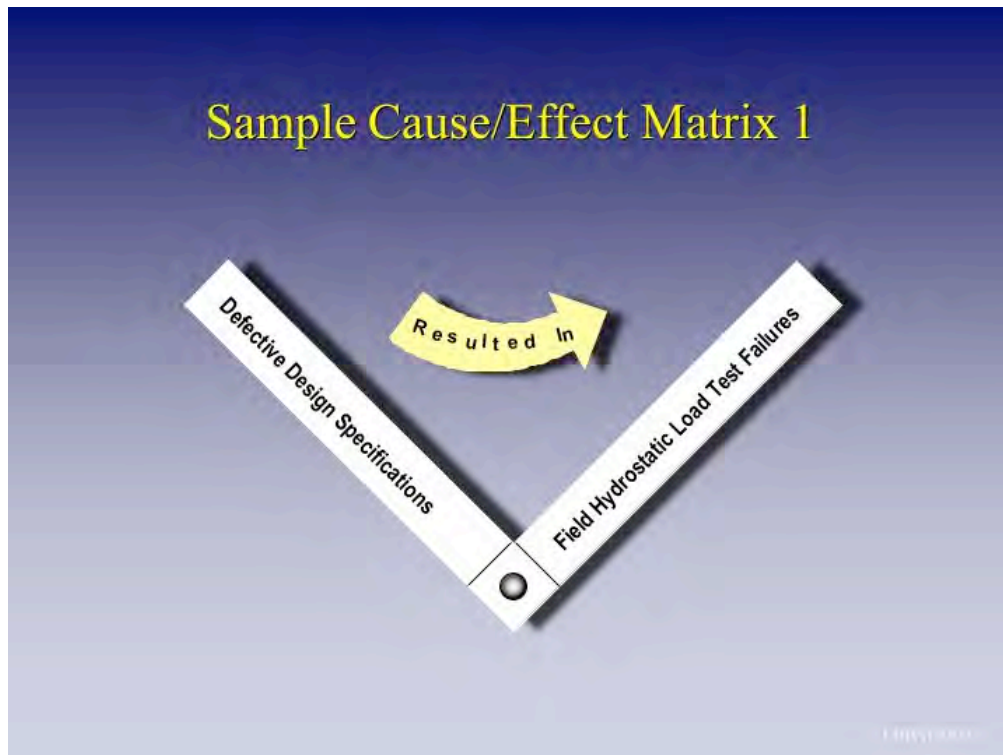 Sample Cause/Effect Matrix 1
Defective Design Specifications
Resulted In
Field Hydrostatic Load Test Failures